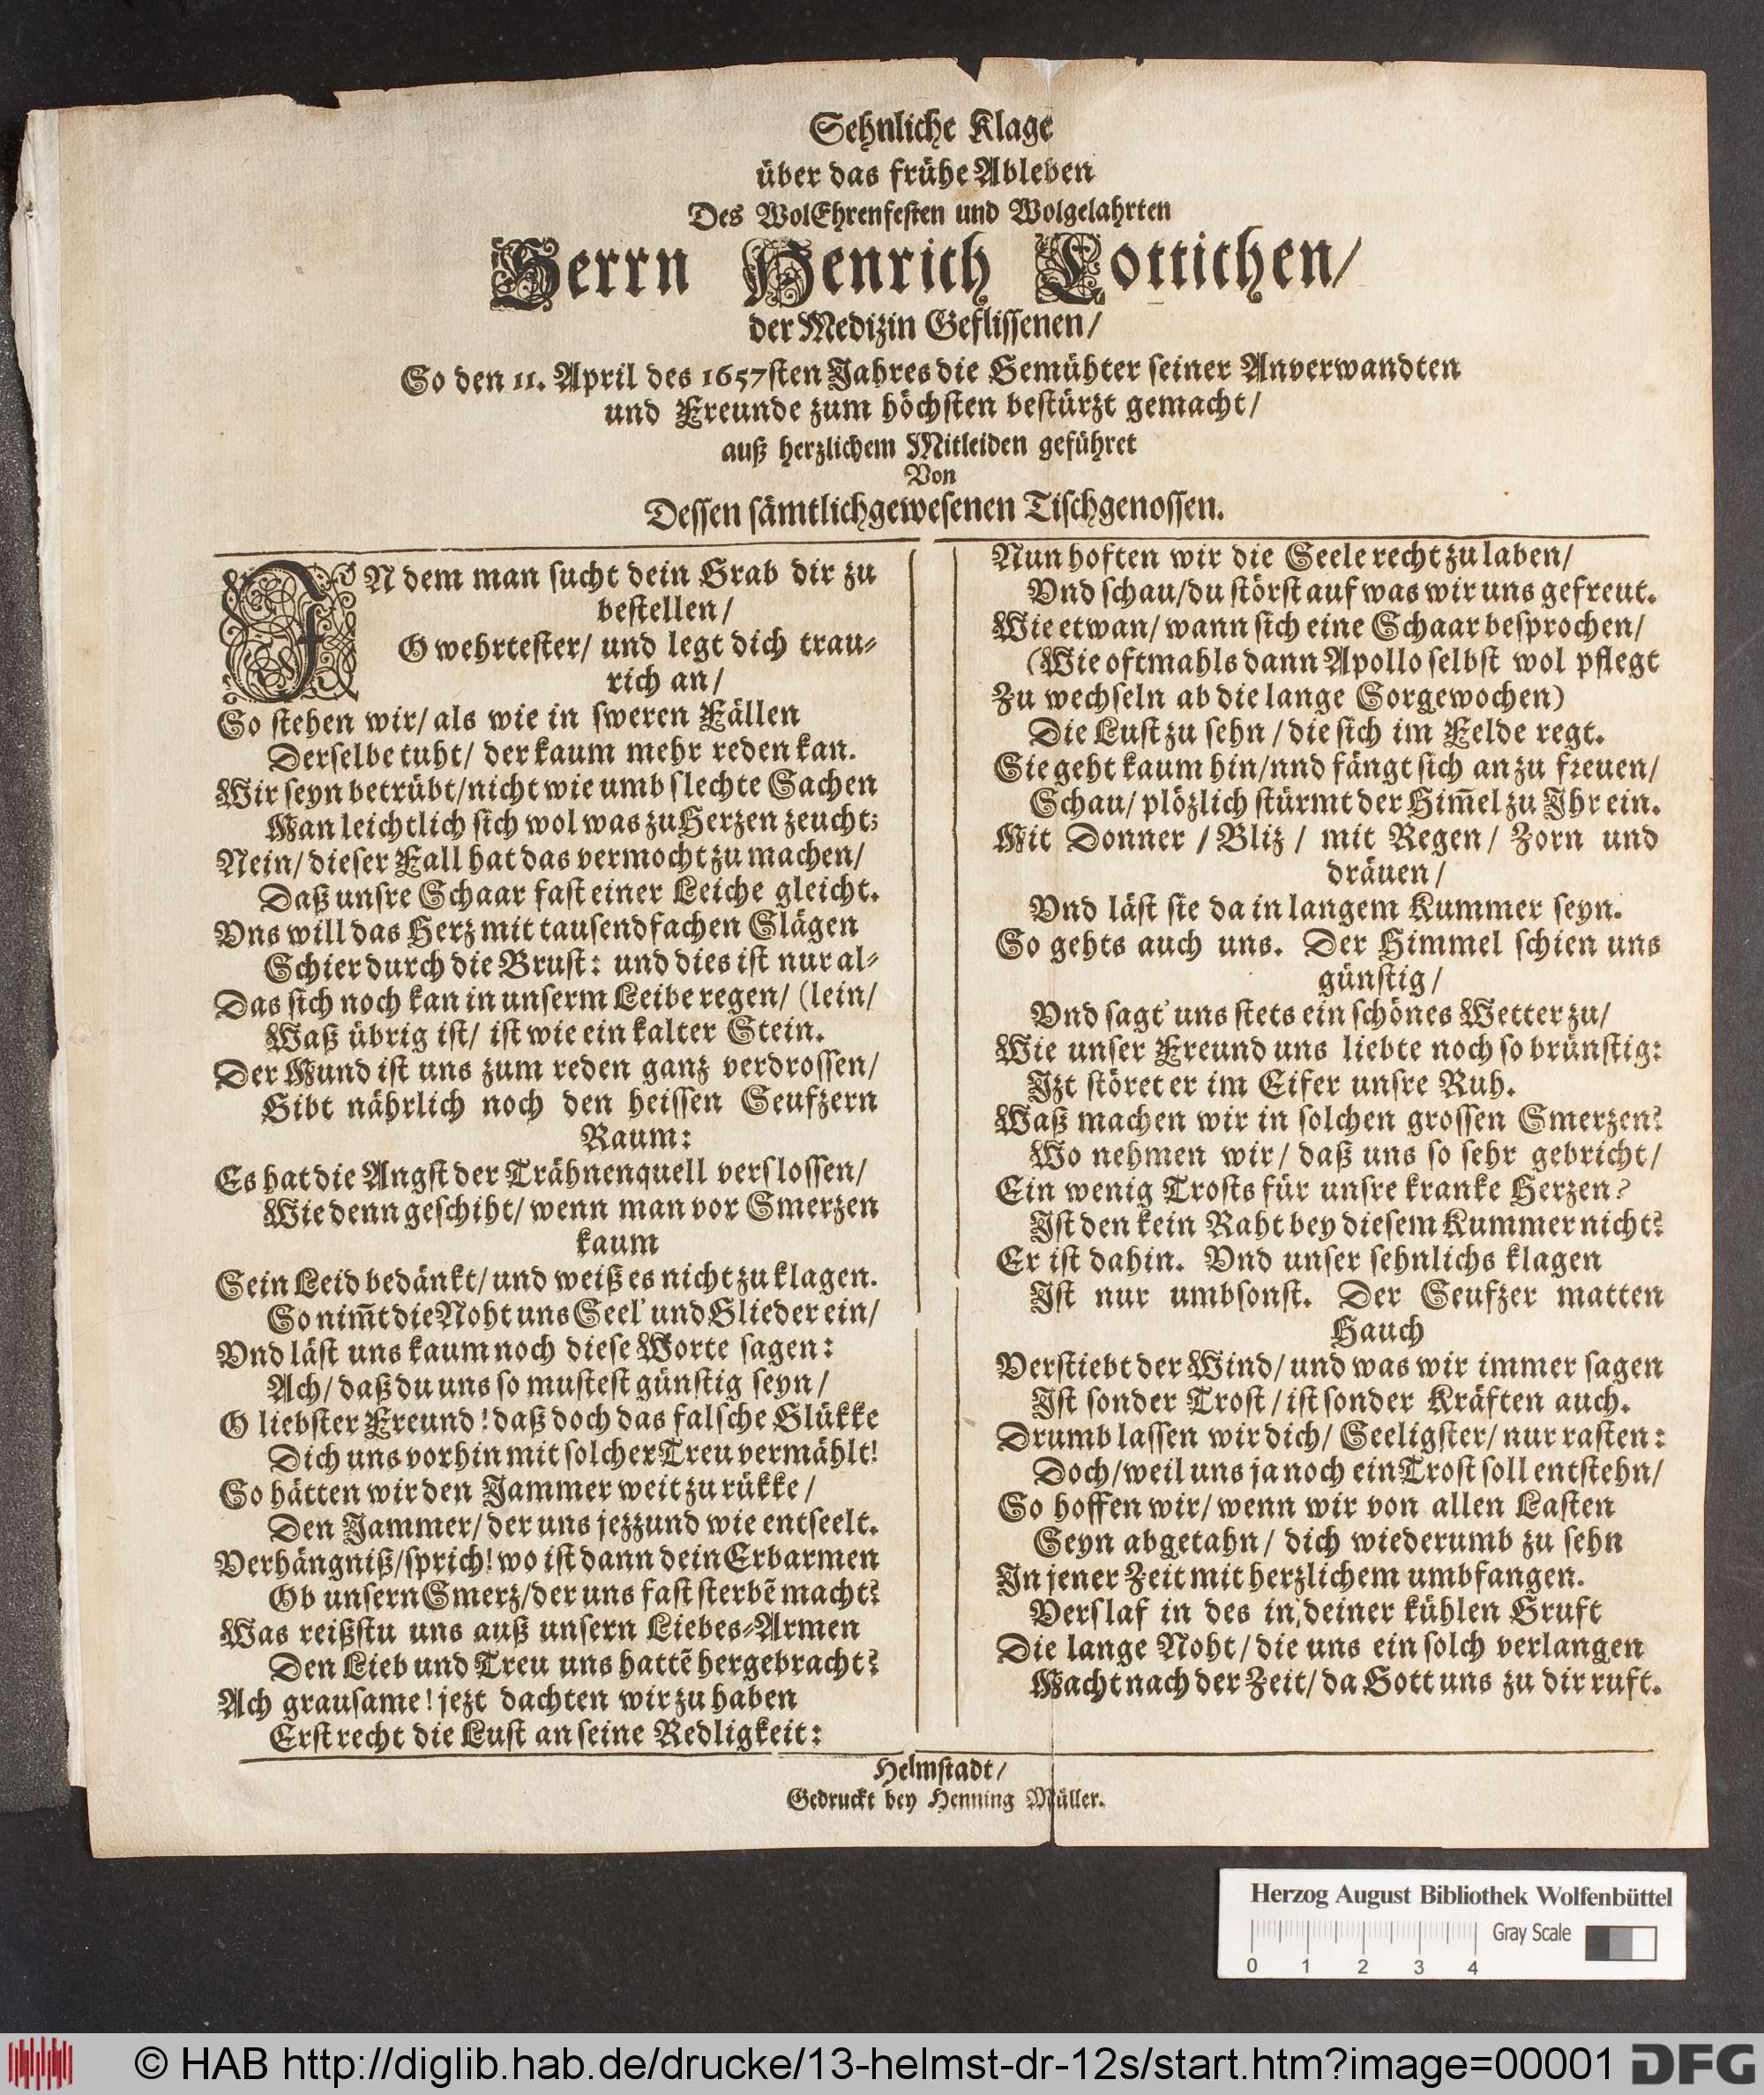 Sehnliche Klage
über das frühe Ableben
Des WolEhrenfesten und Wolgelahrten
Herrn Henrich Cottichen/
der Medizin Geflissenen/
So den 11. April des 1657sten Jahres die Gemühter seiner Anverwandten
und Freunde zum höchsten bestürzt gemacht/
auß herzlichem Mitleiden geführet
Von
Dessen sämtlichgewesenen Tischgenossen.
IN dem man sucht dein Grab dir zu
bestellen/
O wehrtester/ und legt dich trau-
rich an/
So stehen wir/ als wie in sweren Fällen
Derselbe tuht/ der kaum mehr reden kan.
Wir seyn betrübt/nicht wie umb slechte Sachen
Man leichtlich sich wol was zu Herzen zeucht;
Nein/ dieser Fall hat das vermocht zu machen/
Daß unsre Schaar fast einer Leiche gleicht.
Vns will das Herz mit tausendfachen Slägen
Schier durch die Brust: und dies ist nur al-
Das sich noch kan in unserm Leibe regen/ (lein/
Waß übrig ist/ ist wie ein kalter Stein.
Der Mund ist uns zum reden ganz verdrossen/
Gibt nährlich noch den heissen Seufzern
Raum:
Es hat die Angst der Trähnenquell verslossen/
Wie denn geschiht/ wenn man vor Smerzen
kaum
Sein Leid bedänkt/ und weiß es nicht zu klagen.
So nim̄t die Noht uns Seel' und Glieder ein/
Vnd läst uns kaum noch diese Worte sagen:
Ach/ daß du uns so mustest günstig seyn/
O liebster Freund! daß doch das falsche Glükke
Dich uns vorhin mit solcher Treu vermählt!
So hätten wir den Jammer weit zu rükke/
Den Jammer/ der uns jezzund wie entseelt.
Verhängniß/sprich! wo ist dann dein Erbarmen
Ob unsern Smerz/der uns fast sterbē macht?
Was reißstu uns auß unsern Liebes-Armen
Den Lieb und Treu uns hattē hergebracht?
Ach grausame! jezt dachten wir zu haben
Erst recht die Lust an seine Redligkeit:
Nun hoften wir die Seele recht zu laben/
Vnd schau/du störst auf was wir uns gefreut.
Wie etwan/ wann sich eine Schaar besprochen/
(Wie oftmahls dann Apollo selbst wol pflegt
Zu wechseln ab die lange Sorgewochen)
Die Lust zu sehn/ die sich im Felde regt.
Sie geht kaum hin/nnd fängt sich an zu freuen/
Schau/ plözlich stürmt der Him̄el zu Ihr ein.
Mit Donner/ Bliz/ mit Regen/ Zorn und
dräuen/
Vnd läst sie da in langem Kummer seyn.
So gehts auch uns. Der Himmel schien uns
günstig/
Vnd sagt' uns stets ein schönes Wetter zu/
Wie unser Freund uns liebte noch so brünstig:
Izt störet er im Eifer unsre Ruh.
Waß machen wir in solchen grossen Smerzen?
Wo nehmen wir/ daß uns so sehr gebricht/
Ein wenig Trosts für unsre kranke Herzen?
Ist den kein Raht bey diesem Kummer nicht?
Er ist dahin. Vnd unser sehnlichs klagen
Ist nur umbsonst. Der Seufzer matten
Hauch
Verstiebt der Wind/ und was wir immer sagen
Ist sonder Trost/ ist sonder Kräften auch.
Drumb lassen wir dich/ Seeligster/ nur rasten:
Doch/weil uns ja noch ein Trost soll entstehn/
So hoffen wir/ wenn wir von allen Lasten
Seyn abgetahn/ dich wiederumb zu sehn
In jener Zeit mit herzlichem umbfangen.
Verslaf in des in deiner kühlen Gruft
Die lange Noht/ die uns ein solch verlangen
Macht nach der Zeit/ da Gott uns zu dir ruft.
Helmstadt/
Gedruckt bey Henning Müller.
Herzog August Bibliothek Wolfenbüttel
Gray Scale
0 1 2 3 4
© HAB http://diglib.hab.de/drucke/13-helmst-dr-12s/start.htm?image=00001 DFG